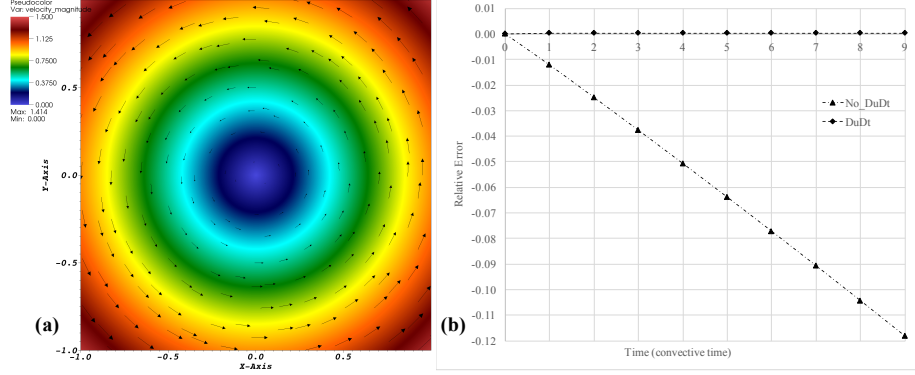 Pseudocolor
Var: velocity_magnitude
1.500
1.125
0.7500
0.3750
0.000
Max: 1.414
Min: 0.000
0.5
0.0
-0.5
-1.0
Y-Axis
-1.0 -0.5 0.0 0.5
X-Axis
(a)
0.01
0.00
-0.01
-0.02
-0.03
-0.04
-0.05
-0.06
-0.07
-0.08
-0.09
-0.10
-0.11
-0.12
Relative Error
0 1 2 3 4 5 6 7 8 9
No_DuDt
DuDt
Time (convective time)
(b)